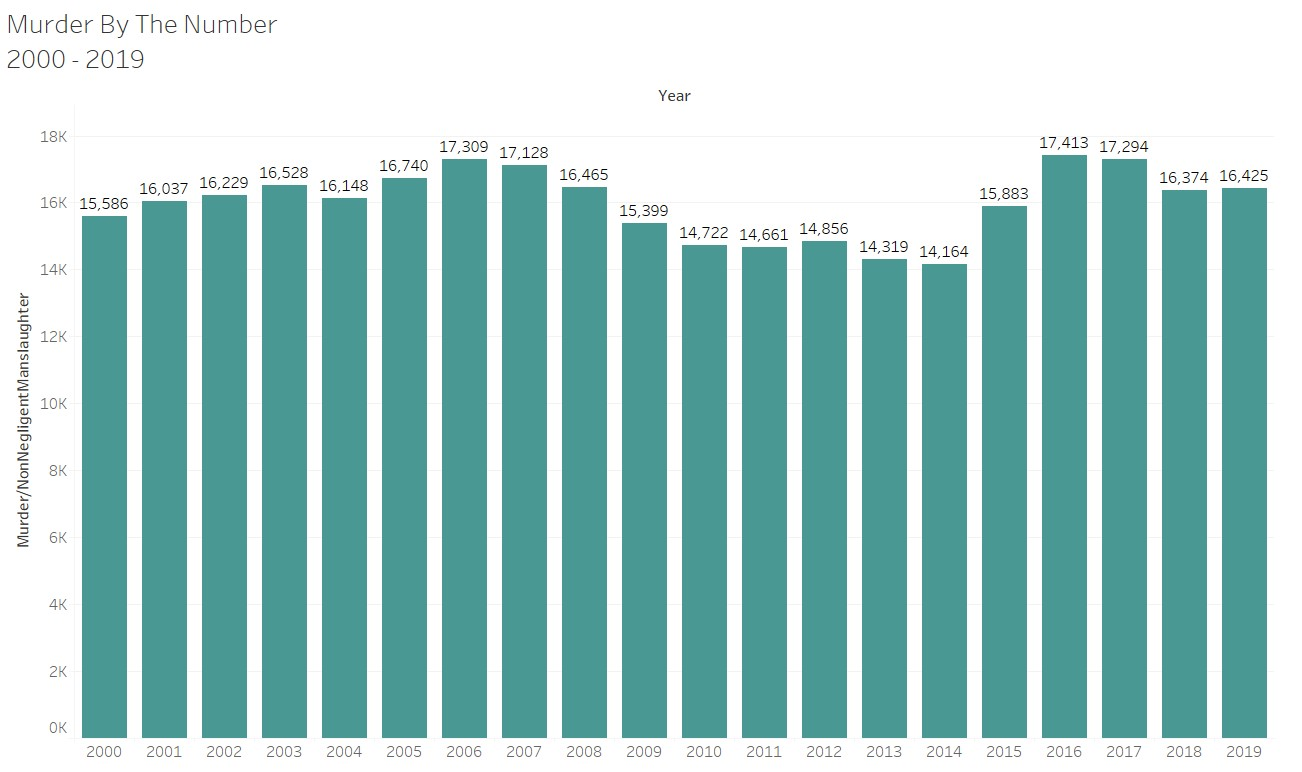 Murder By The Number
2000 - 2019
Year
Murder/NonNegligentManslaughter
18K
16K
14K
12K
10K
8K
6K
4K
2K
0K
15,586
16,037
16,229
16,528
16,148
16,740
17,309
17,128
16,465
15,399
14,722
14,661
14,856
14,319
14,164
15,883
17,413
17,294
16,374
16,425
2000 2001 2002 2003 2004 2005 2006 2007 2008 2009 2010 2011 2012 2013 2014 2015 2016 2017 2018 2019